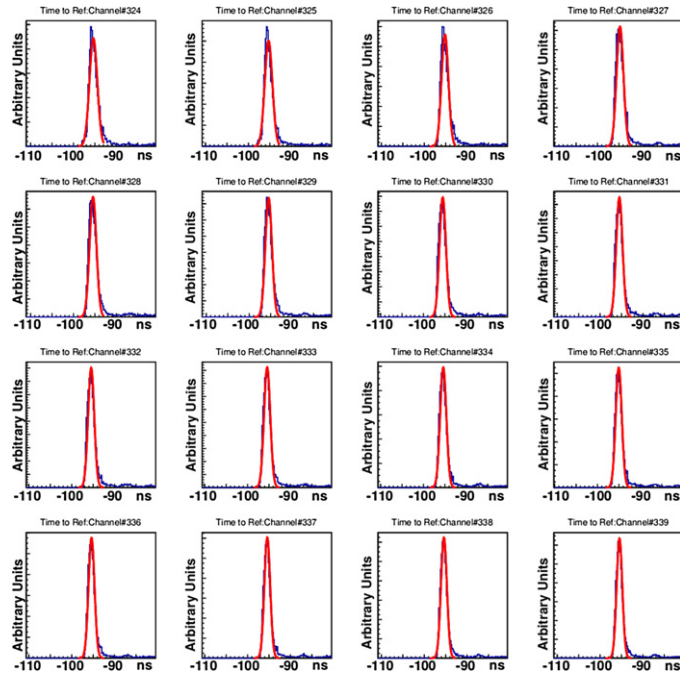 Time to Ref:Channel#324
Arbitrary Units
-110 -100 -90 ns
Time to Ref:Channel#325
Arbitrary Units
-110 -100 -90 ns
Time to Ref:Channel#326
Arbitrary Units
-110 -100 -90 ns
Time to Ref:Channel#327
Arbitrary Units
-110 -100 -90 ns
Time to Ref:Channel#328
Arbitrary Units
-110 -100 -90 ns
Time to Ref:Channel#329
Arbitrary Units
-110 -100 -90 ns
Time to Ref:Channel#330
Arbitrary Units
-110 -100 -90 ns
Time to Ref:Channel#331
Arbitrary Units
-110 -100 -90 ns
Time to Ref:Channel#332
Arbitrary Units
-110 -100 -90 ns
Time to Ref:Channel#333
Arbitrary Units
-110 -100 -90 ns
Time to Ref:Channel#334
Arbitrary Units
-110 -100 -90 ns
Time to Ref:Channel#335
Arbitrary Units
-110 -100 -90 ns
Time to Ref:Channel#336
Arbitrary Units
-110 -100 -90 ns
Time to Ref:Channel#337
Arbitrary Units
-110 -100 -90 ns
Time to Ref:Channel#338
Arbitrary Units
-110 -100 -90 ns
Time to Ref:Channel#339
Arbitrary Units
-110 -100 -90 ns